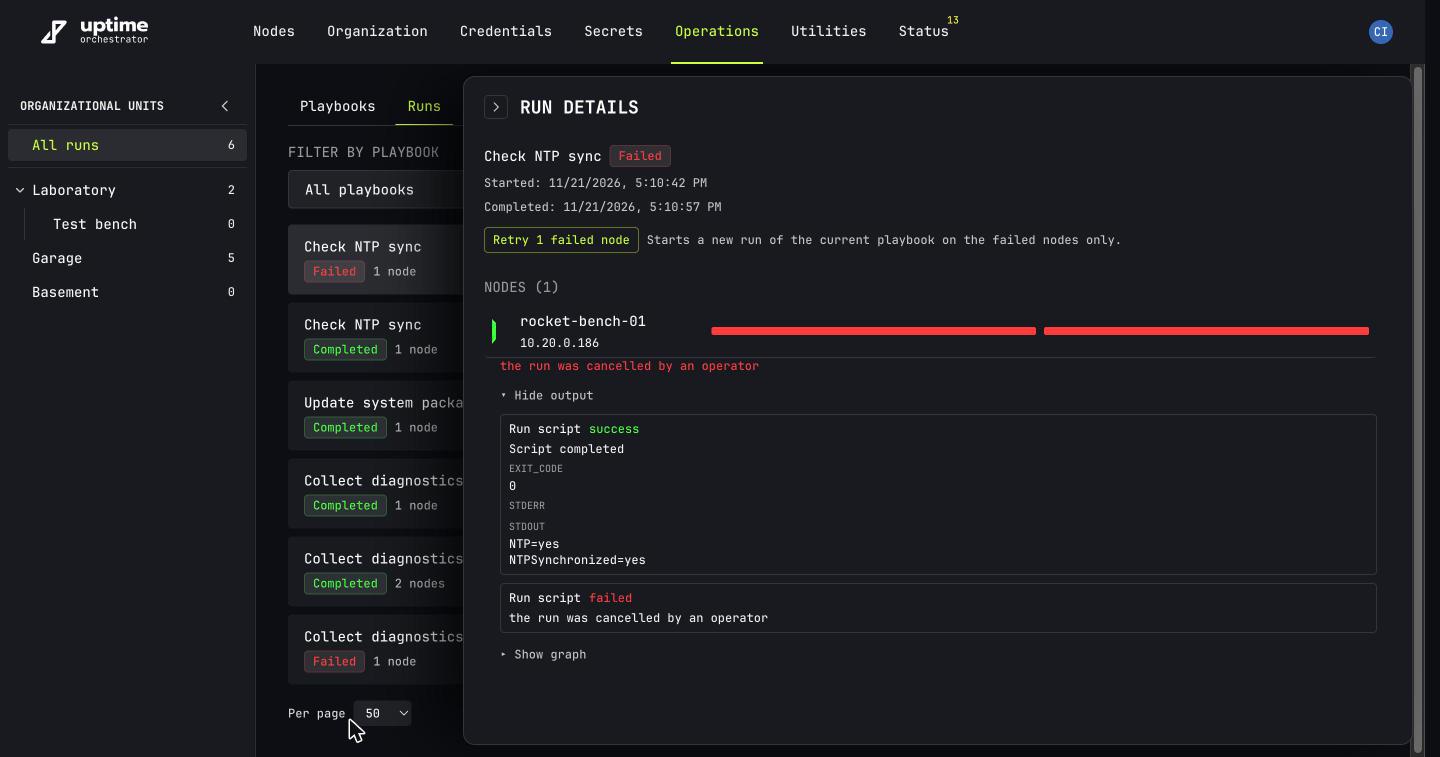 uptime
orchestrator
Nodes
Organization
Credentials
Secrets
Operations
Utilities
Status
13
CI
ORGANIZATIONAL UNITS
All runs 6
Laboratory 2
Test bench 0
Garage 5
Basement 0
Playbooks
Runs
FILTER BY PLAYBOOK
All playbooks
Check NTP sync
Failed 1 node
Check NTP sync
Completed 1 node
Update system packa
Completed 1 node
Collect diagnostics
Completed 1 node
Collect diagnostics
Completed 2 nodes
Collect diagnostics
Failed 1 node
Per page 50
RUN DETAILS
Check NTP sync Failed
Started: 11/21/2026, 5:10:42 PM
Completed: 11/21/2026, 5:10:57 PM
Retry 1 failed node Starts a new run of the current playbook on the failed nodes only.
NODES (1)
rocket-bench-01
10.20.0.186
the run was cancelled by an operator
Hide output
Run script success
Script completed
EXIT_CODE
0
STDERR
STDOUT
NTP=yes
NTPSynchronized=yes
Run script failed
the run was cancelled by an operator
Show graph